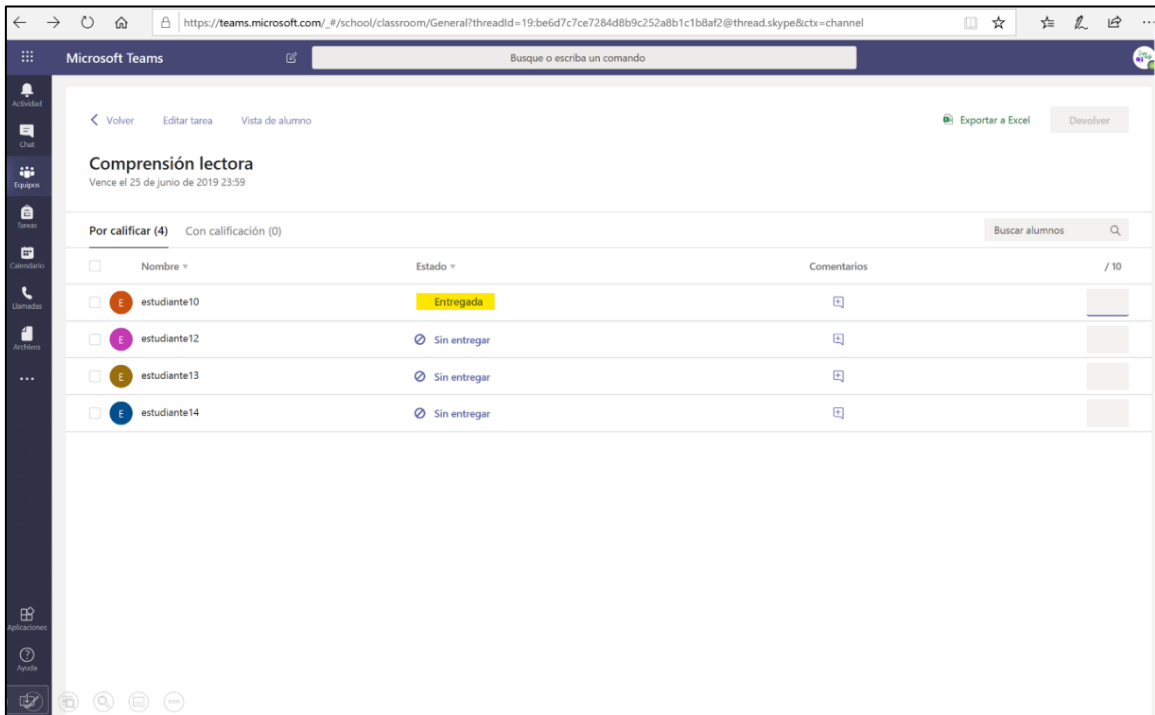 https://teams.microsoft.com/_#/school/classroom/General?threadId=19:be6d7c7ce7284d8b9c252a8b1c1b8af2@thread.skype&ctx=channel
Microsoft Teams
Busque o escriba un comando
Actividad
Chat
Equipos
Tareas
Calendario
Llamadas
Archivos
Aplicaciones
Ayuda
Volver Editar tarea Vista de alumno Exportar a Excel Devolver
Comprensión lectora
Vence el 25 de junio de 2019 23:59
Por calificar (4) Con calificación (0) Buscar alumnos
Nombre Estado Comentarios / 10
E estudiante10 Entregada
E estudiante12 Sin entregar
E estudiante13 Sin entregar
E estudiante14 Sin entregar